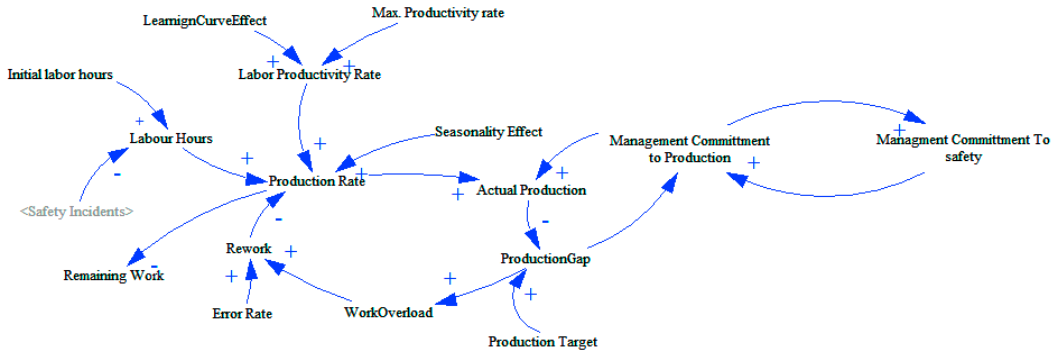 LearnignCurveEffect
Max. Productivity rate
Initial labor hours
+
+
Labor Productivity Rate
+
Labour Hours
-
+
+
Seasonality Effect
Management Committment
to Production
+
+
Managment Committment To
safety
Production Rate
+
+
+
Actual Production
<Safety Incidents>
-
-
Remaining Work
-
Rework
+
+
ProductionGap
+
+
Error Rate
WorkOverload
Production Target